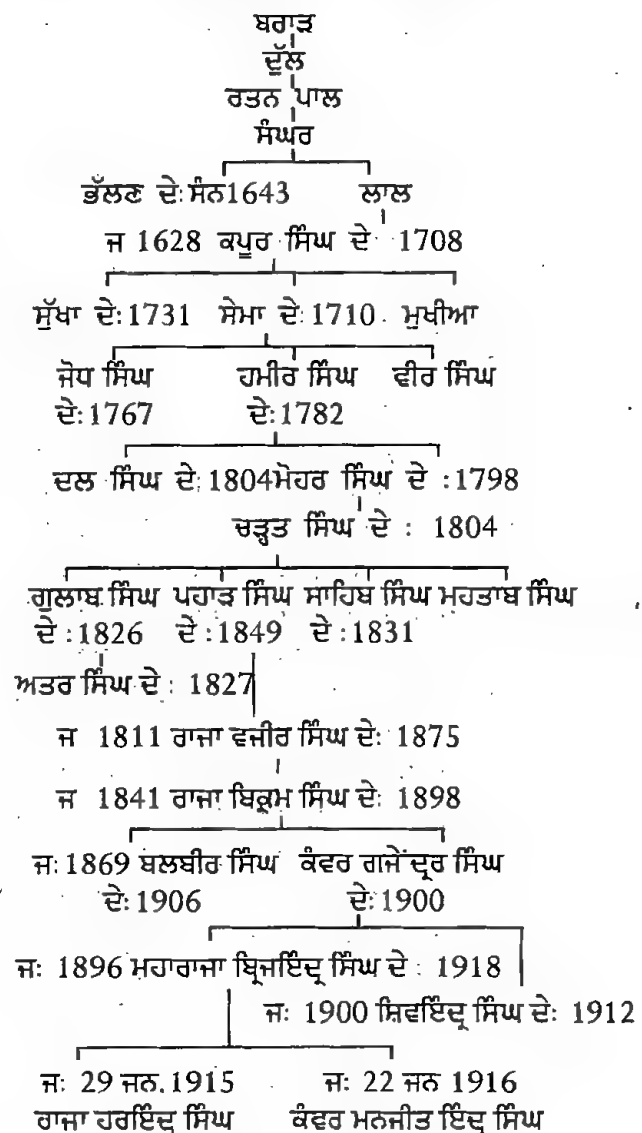 ਬਰਾੜ
ਦੁੱਲ
ਰਤਨ ਪਾਲ
ਸੰਘਰ
ਭੱਲਣ ਦੇ: ਸੰਨ1643 ਲਾਲ
ਜ 1628 ਕਪੂਰ ਸਿੰਘ ਦੇ 1708
ਸੁੱਖਾ ਦੇ: 1731 ਸੇਮਾ ਦੇ: 1710 ਮੁਖੀਆ
ਜੋਧ ਸਿੰਘ ਹਮੀਰ ਸਿੰਘ ਵੀਰ ਸਿੰਘ
ਦੇ: 1767 ਦੇ: 1782
ਦਲ ਸਿੰਘ ਦੇ: 1804ਮੋਹਰ ਸਿੰਘ ਦੇ : 1798
ਚੜ੍ਹਤ ਸਿੰਘ ਦੇ : 1804
ਗੁਲਾਬ ਸਿੰਘ ਪਹਾੜ ਸਿੰਘ ਸਾਹਿਬ ਸਿੰਘ ਮਹਤਾਬ ਸਿੰਘ
ਦੇ : 1826 ਦੇ : 1849 ਦੇ : 1831
ਅਤਰ ਸਿੰਘ ਦੇ : 1827
ਜ 1811 ਰਾਜਾ ਵਜੀਰ ਸਿੰਘ ਦੇ: 1875
ਜ 1841 ਰਾਜਾ ਬਿਕ੍ਰਮ ਸਿੰਘ ਦੇ: 1898
ਜ: 1869 ਬਲਬੀਰ ਸਿੰਘ ਕੰਵਰ ਗਜੇਂਦ੍ਰਰ ਸਿੰਘ
ਦੇ: 1906 ਦੇ: 1900
ਜ: 1896 ਮਹਾਰਾਜਾ ਬ੍ਰਿਜਇੰਦ੍ਰ ਸਿੰਘ ਦੇ : 1918
ਜ: 1900 ਸ਼ਿਵਇੰਦ੍ਰ ਸਿੰਘ ਦੇ: 1912
ਜ: 29 ਜਨ. 1915 ਜ: 22 ਜਨ 1916
ਰਾਜਾ ਹਰਇੰਦ੍ਰ ਸਿੰਘ ਕੰਵਰ ਮਨਜੀਤ ਇੰਦ੍ਰ ਸਿੰਘ